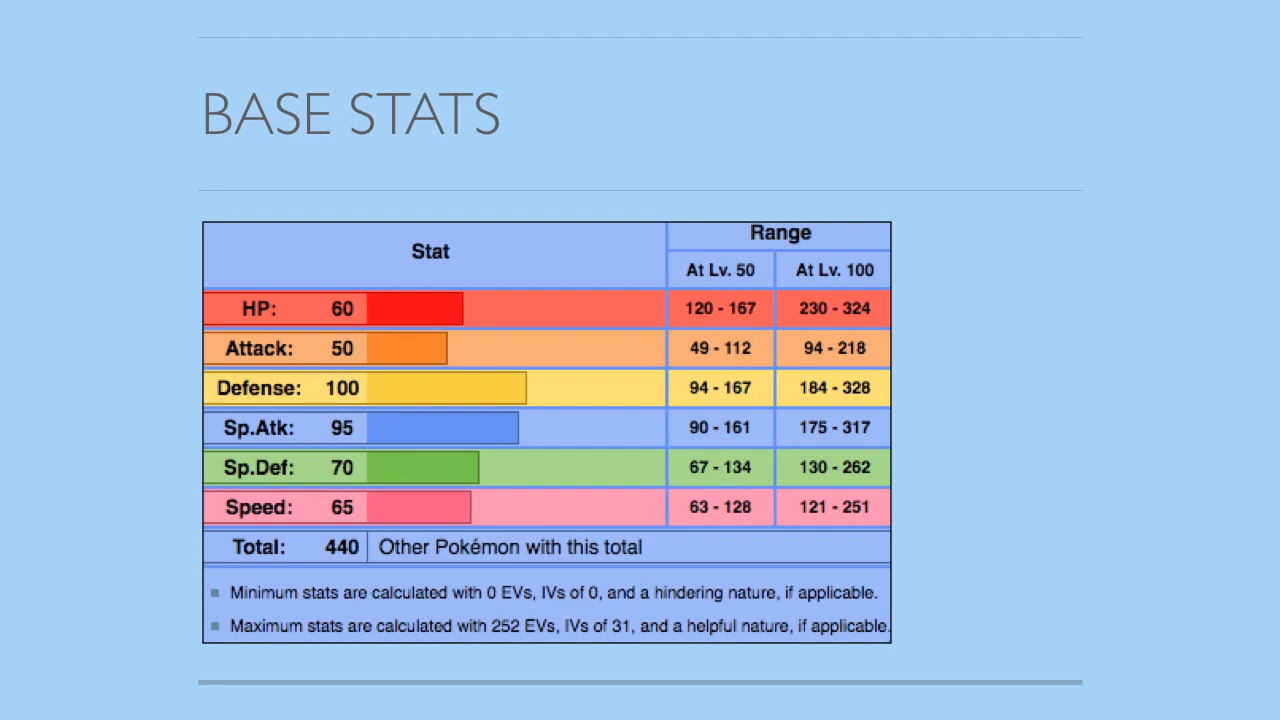 BASE STATS
Stat
Range
At Lv. 50 At Lv. 100
HP: 60 120 - 167 230 - 324
Attack: 50 49 - 112 94 - 218
Defense: 100 94 - 167 184 - 328
Sp.Atk: 95 90 - 161 175 - 317
Sp.Def: 70 67 - 134 130 - 262
Speed: 65 63 - 128 121 - 251
Total: 440 Other Pokémon with this total
Minimum stats are calculated with 0 EVs, IVs of 0, and a hindering nature, if applicable.
Maximum stats are calculated with 252 EVs, IVs of 31, and a helpful nature, if applicable.